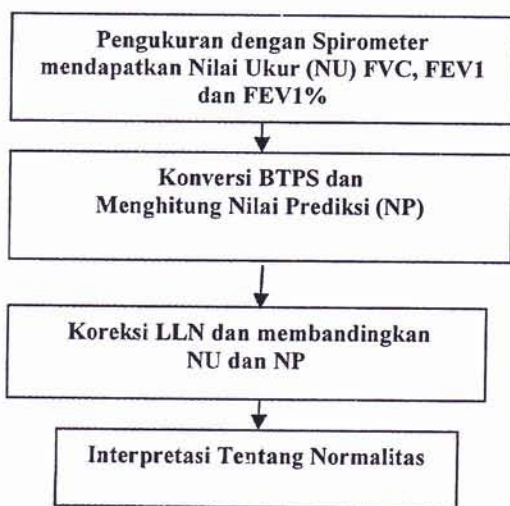 Pengukuran dengan Spirometer
mendapatkan Nilai Ukur (NU) FVC, FEV1
dan FEV1%
Konversi BTPS dan
Menghitung Nilai Prediksi (NP)
Koreksi LLN dan membandingkan
NU dan NP
Interpretasi Tentang Normalitas